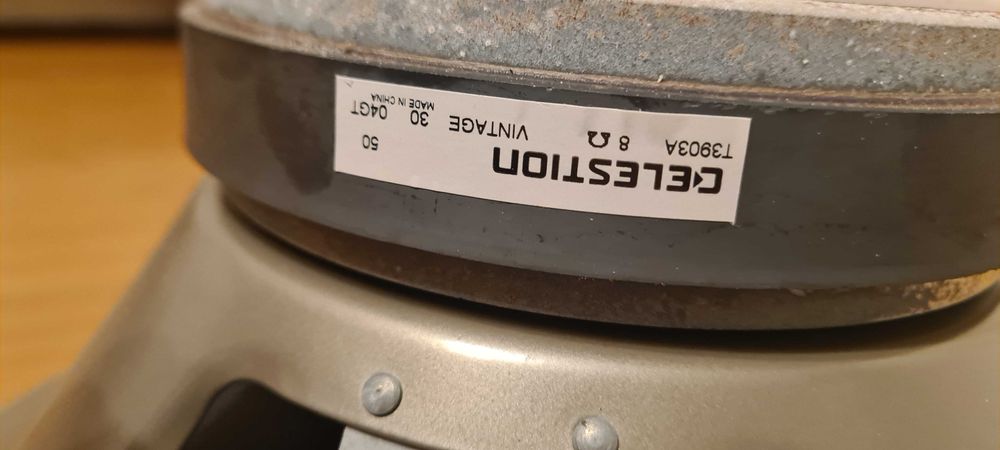 CELESTION 50
T3903A 8 Ω VINTAGE 30 04GT
MADE IN CHINA